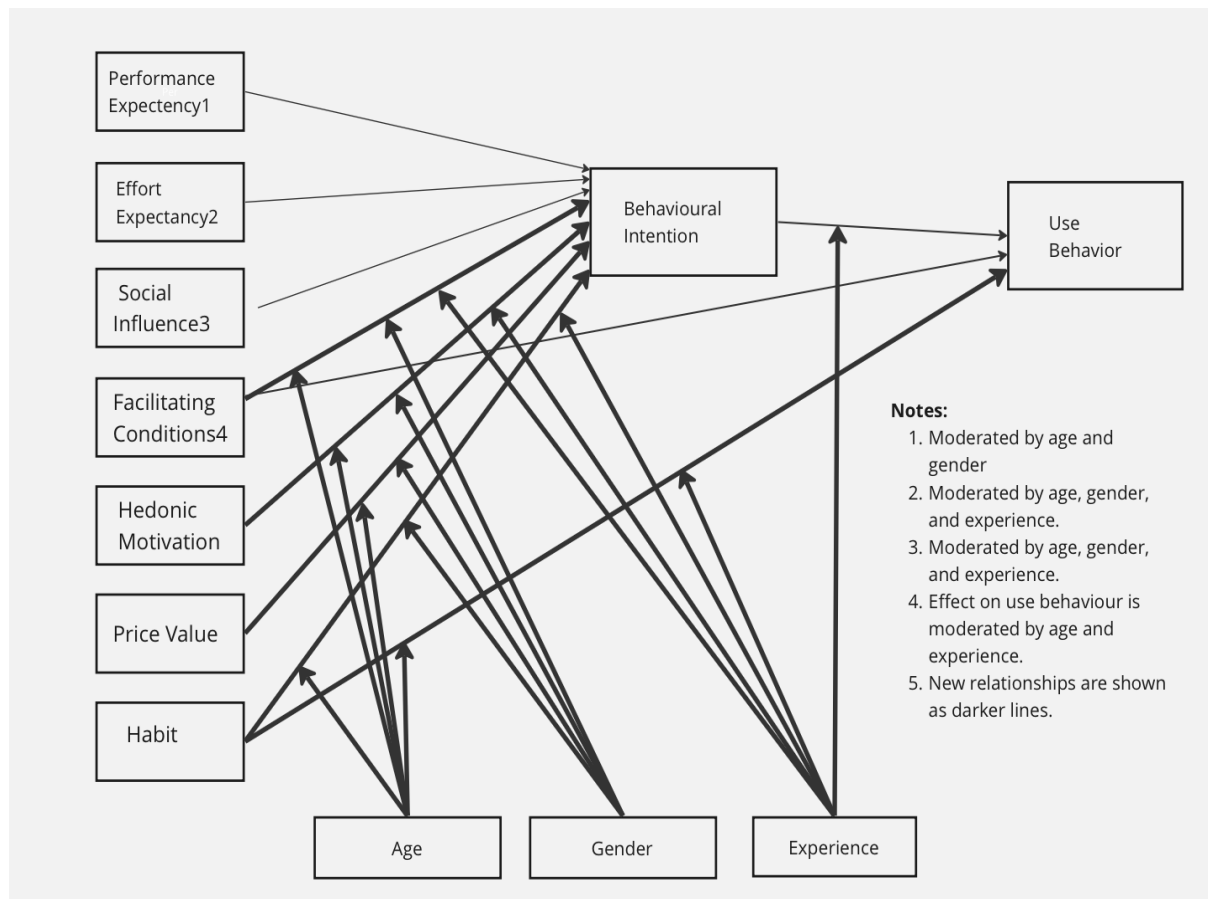 Performance
Expectency1
Effort
Expectancy2
Social
Influence3
Facilitating
Conditions4
Hedonic
Motivation
Price Value
Habit
Behavioural
Intention
Use
Behavior
Notes:
1. Moderated by age and
gender
2. Moderated by age, gender,
and experience.
3. Moderated by age, gender,
and experience.
4. Effect on use behaviour is
moderated by age and
experience.
5. New relationships are shown
as darker lines.
Age
Gender
Experience